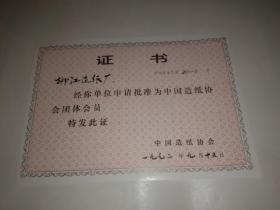 证书
柳江造纸厂
经你单位申请批准为中国造纸协
会团体会员
特发此证
中国造纸协会
一九九二年九月十五日